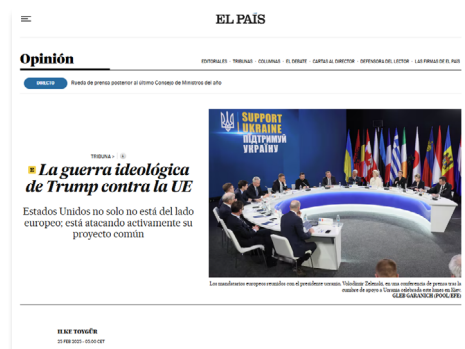 EL PAÍS
Opinión
EDITORIALES · TRIBUNAS · COLUMNAS · EL DEBATE · CARTAS AL DIRECTOR · DEFENSORA DEL LECTOR · LAS FIRMAS DE EL PAÍS
DIRECTO Rueda de prensa posterior al último Consejo de Ministros del año
TRIBUNA
E La guerra ideológica
de Trump contra la UE
Estados Unidos no solo no está del lado
europeo; está atacando activamente su
proyecto común
SUPPORT
UKRAINE
ПІДТРИМУЙ
УКРАЇНУ
Los mandatarios europeos reunidos con el presidente ucranio, Volodímir Zelenski, en una conferencia de prensa tras la
cumbre de apoyo a Ucrania celebrada este lunes en Kiev.
GLEB GARANICH (POOL/EFE)
ILKE TOYGÜR
25 FEB 2025 - 05:00 CET